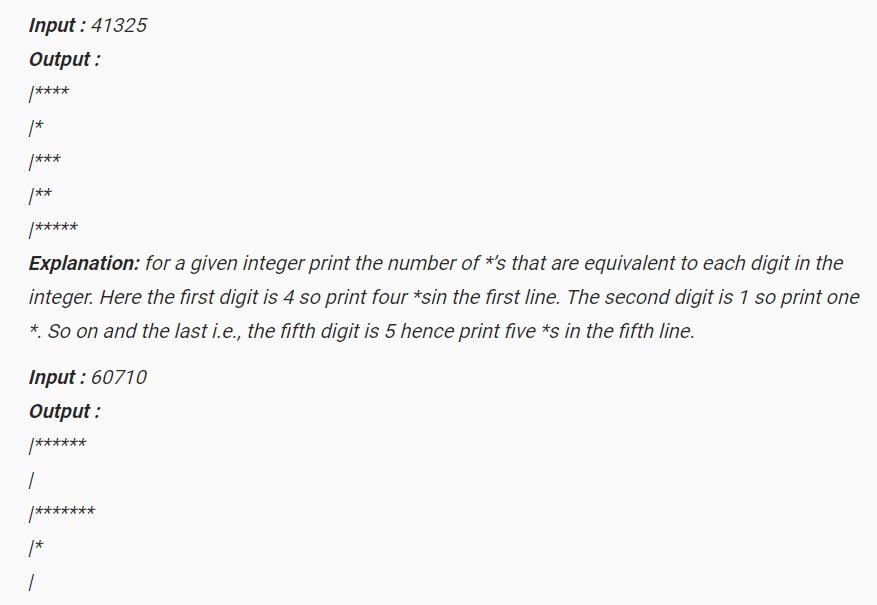 Input : 41325
Output :
|****
|*
|***
|**
|*****
Explanation: for a given integer print the number of *’s that are equivalent to each digit in the
integer. Here the first digit is 4 so print four *sin the first line. The second digit is 1 so print one
*. So on and the last i.e., the fifth digit is 5 hence print five *s in the fifth line.
Input : 60710
Output :
|******
|
|*******
|*
|